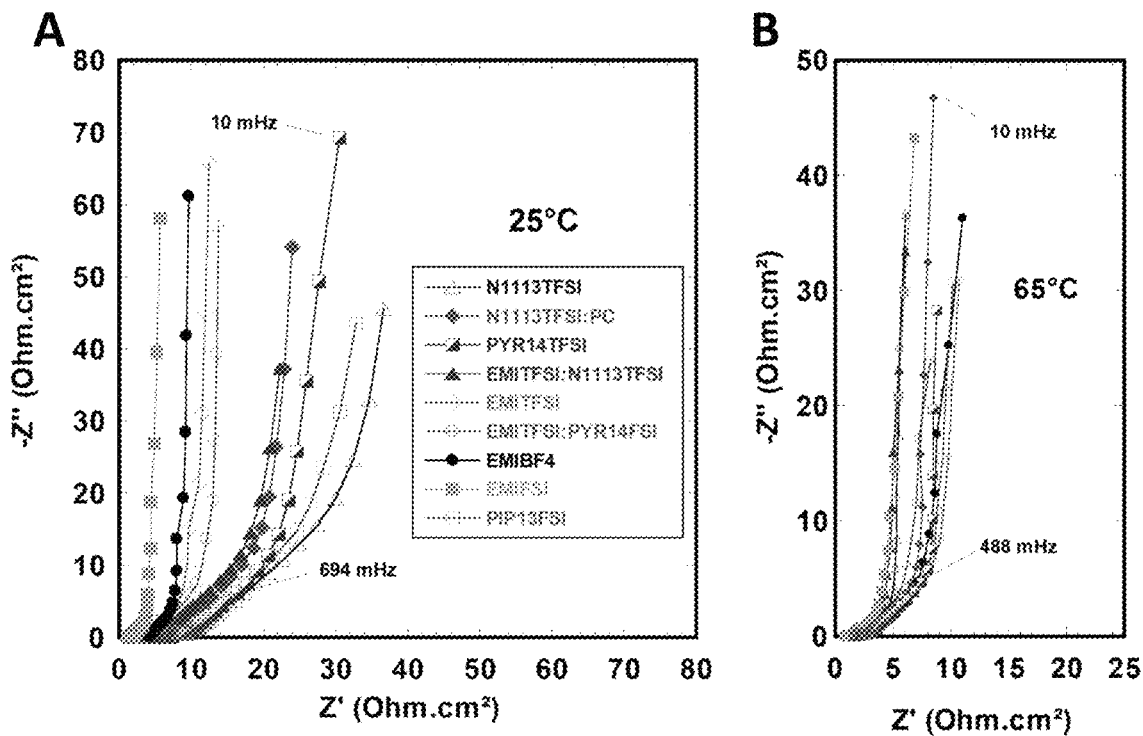 A
80
70
60
50
40
30
20
10
0
-Z" (Ohm.cm²)
10 mHz
25°C
N1113TFSI
N1113TFSI:PC
PYR14TFSI
EMITFSI:N1113TFSI
EMITFSI
EMITFSI:PYR14FSI
EMIBF4
EMIFSI
PIP13FSI
694 mHz
0 10 20 30 40 50 60 70 80
Z' (Ohm.cm²)
B
50
40
30
20
10
0
-Z" (Ohm.cm²)
10 mHz
65°C
488 mHz
0 5 10 15 20 25
Z' (Ohm.cm²)